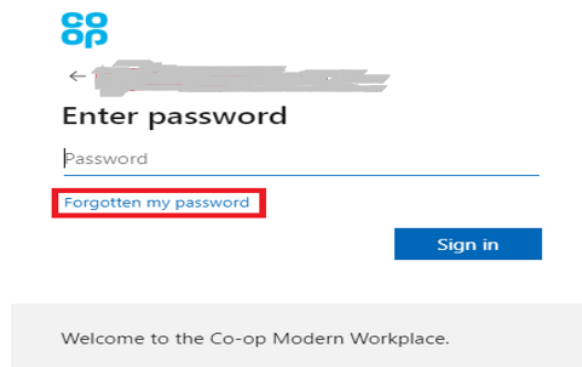 co
op
Enter password
Password
Forgotten my password
Sign in
Welcome to the Co-op Modern Workplace.